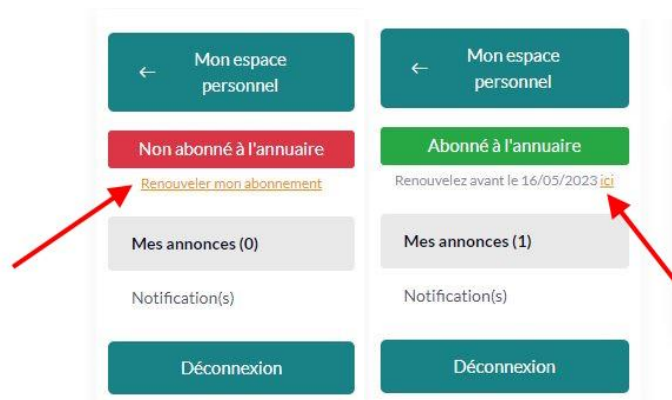 ← Mon espace
personnel
Non abonné à l'annuaire
Renouveler mon abonnement
Mes annonces (0)
Notification(s)
Déconnexion
← Mon espace
personnel
Abonné à l'annuaire
Renouvelez avant le 16/05/2023 ici
Mes annonces (1)
Notification(s)
Déconnexion